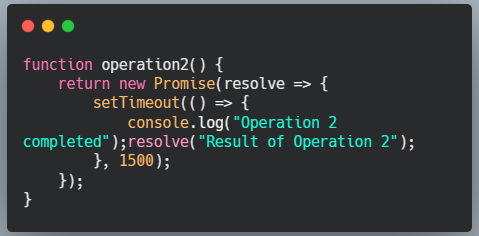 function operation2() {
    return new Promise(resolve => {
        setTimeout(() => {
            console.log("Operation 2
completed");resolve("Result of Operation 2");
        }, 1500);
    });
}